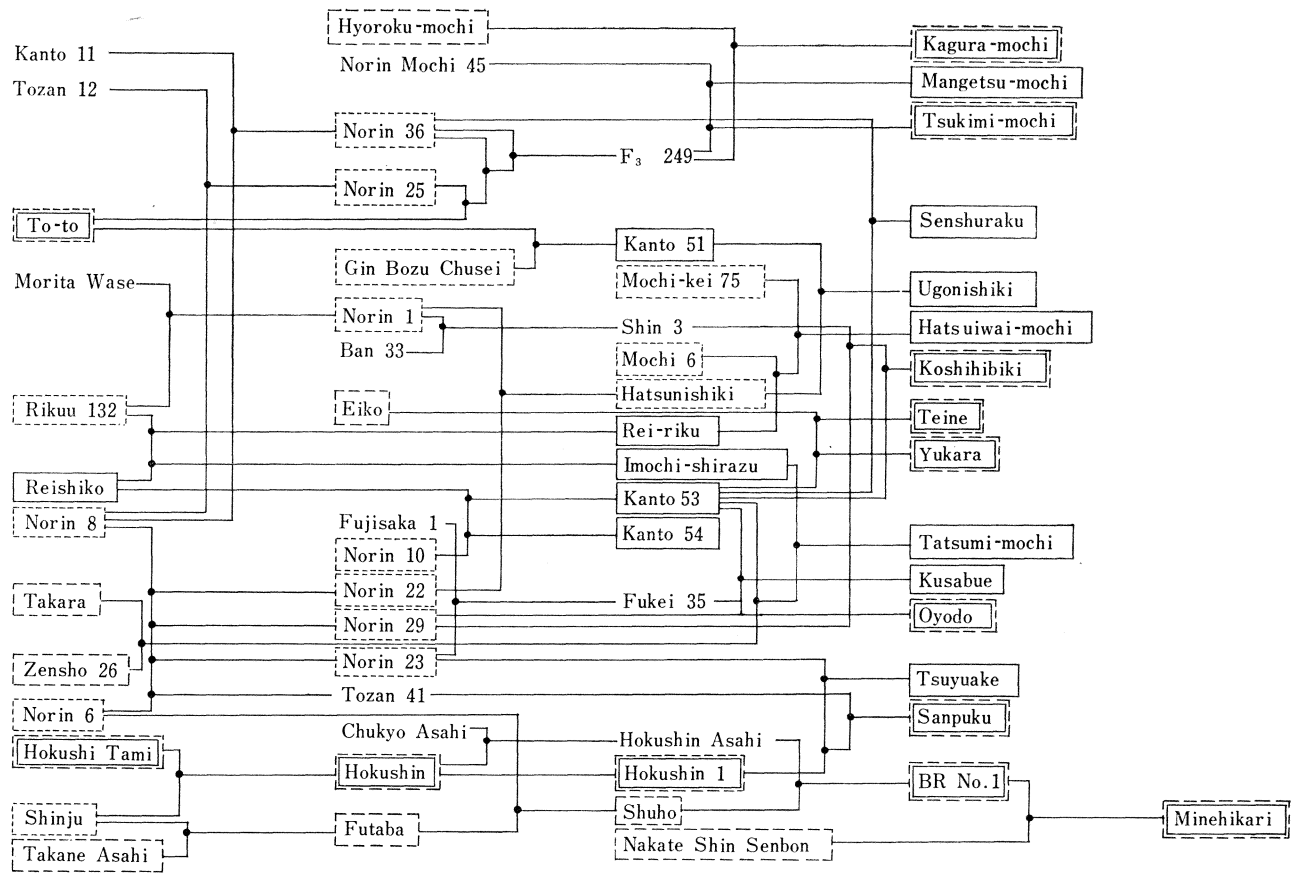 Hyoroku-mochi
Kagura-mochi
Kanto 11
Norin Mochi 45
Mangetsu-mochi
Tozan 12
Tsukimi-mochi
Norin 36
F₃ 249
Norin 25
To-to
Senshuraku
Kanto 51
Gin Bozu Chusei
Morita Wase
Mochi-kei 75
Ugonishiki
Norin 1
Shin 3
Hatsuiwai-mochi
Ban 33
Mochi 6
Koshihibiki
Rikuu 132
Eiko
Hatsunishiki
Teine
Rei-riku
Yukara
Imochi-shirazu
Reishiko
Kanto 53
Norin 8
Fujisaka 1
Kanto 54
Tatsumi-mochi
Norin 10
Kusabue
Takara
Norin 22
Fukei 35
Oyodo
Norin 29
Zensho 26
Norin 23
Tsuyuake
Tozan 41
Norin 6
Sanpuku
Chukyo Asahi
Hokushin Asahi
Hokushi Tami
Hokushin
Hokushin 1
BR No.1
Shinju
Shuho
Minehikari
Futaba
Takane Asahi
Nakate Shin Senbon